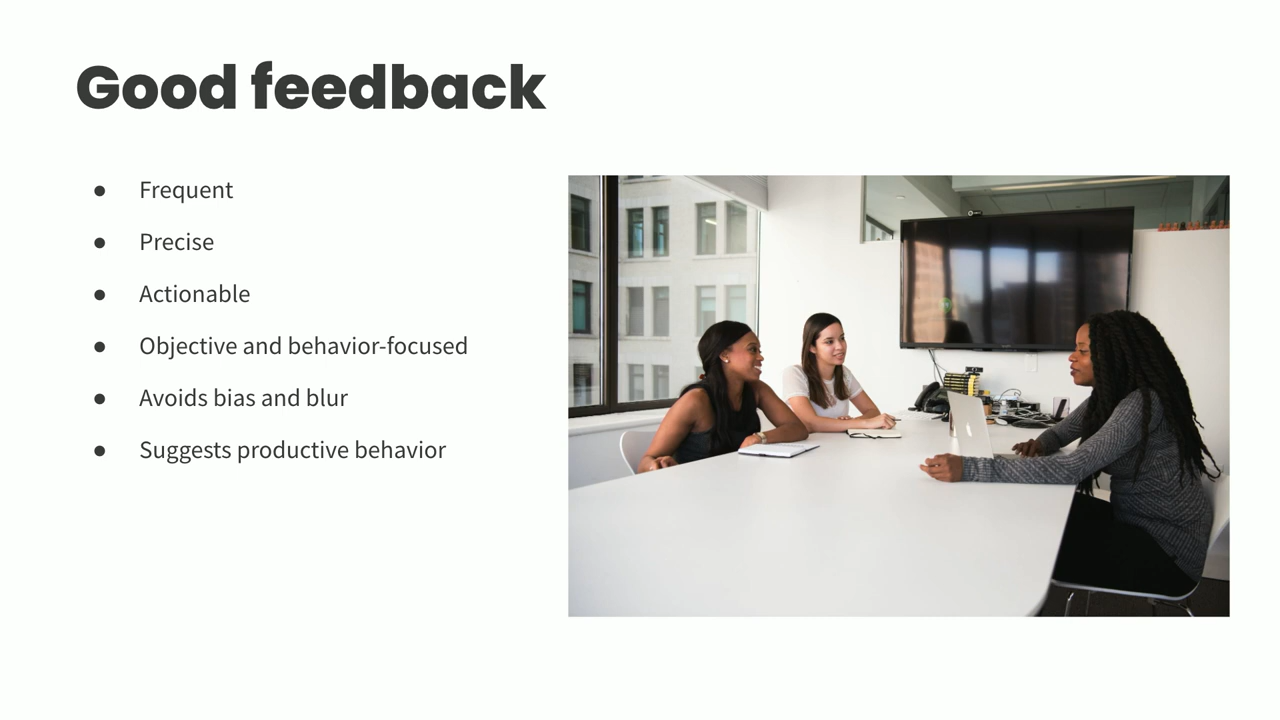 Good feedback
● Frequent
● Precise
● Actionable
● Objective and behavior-focused
● Avoids bias and blur
● Suggests productive behavior